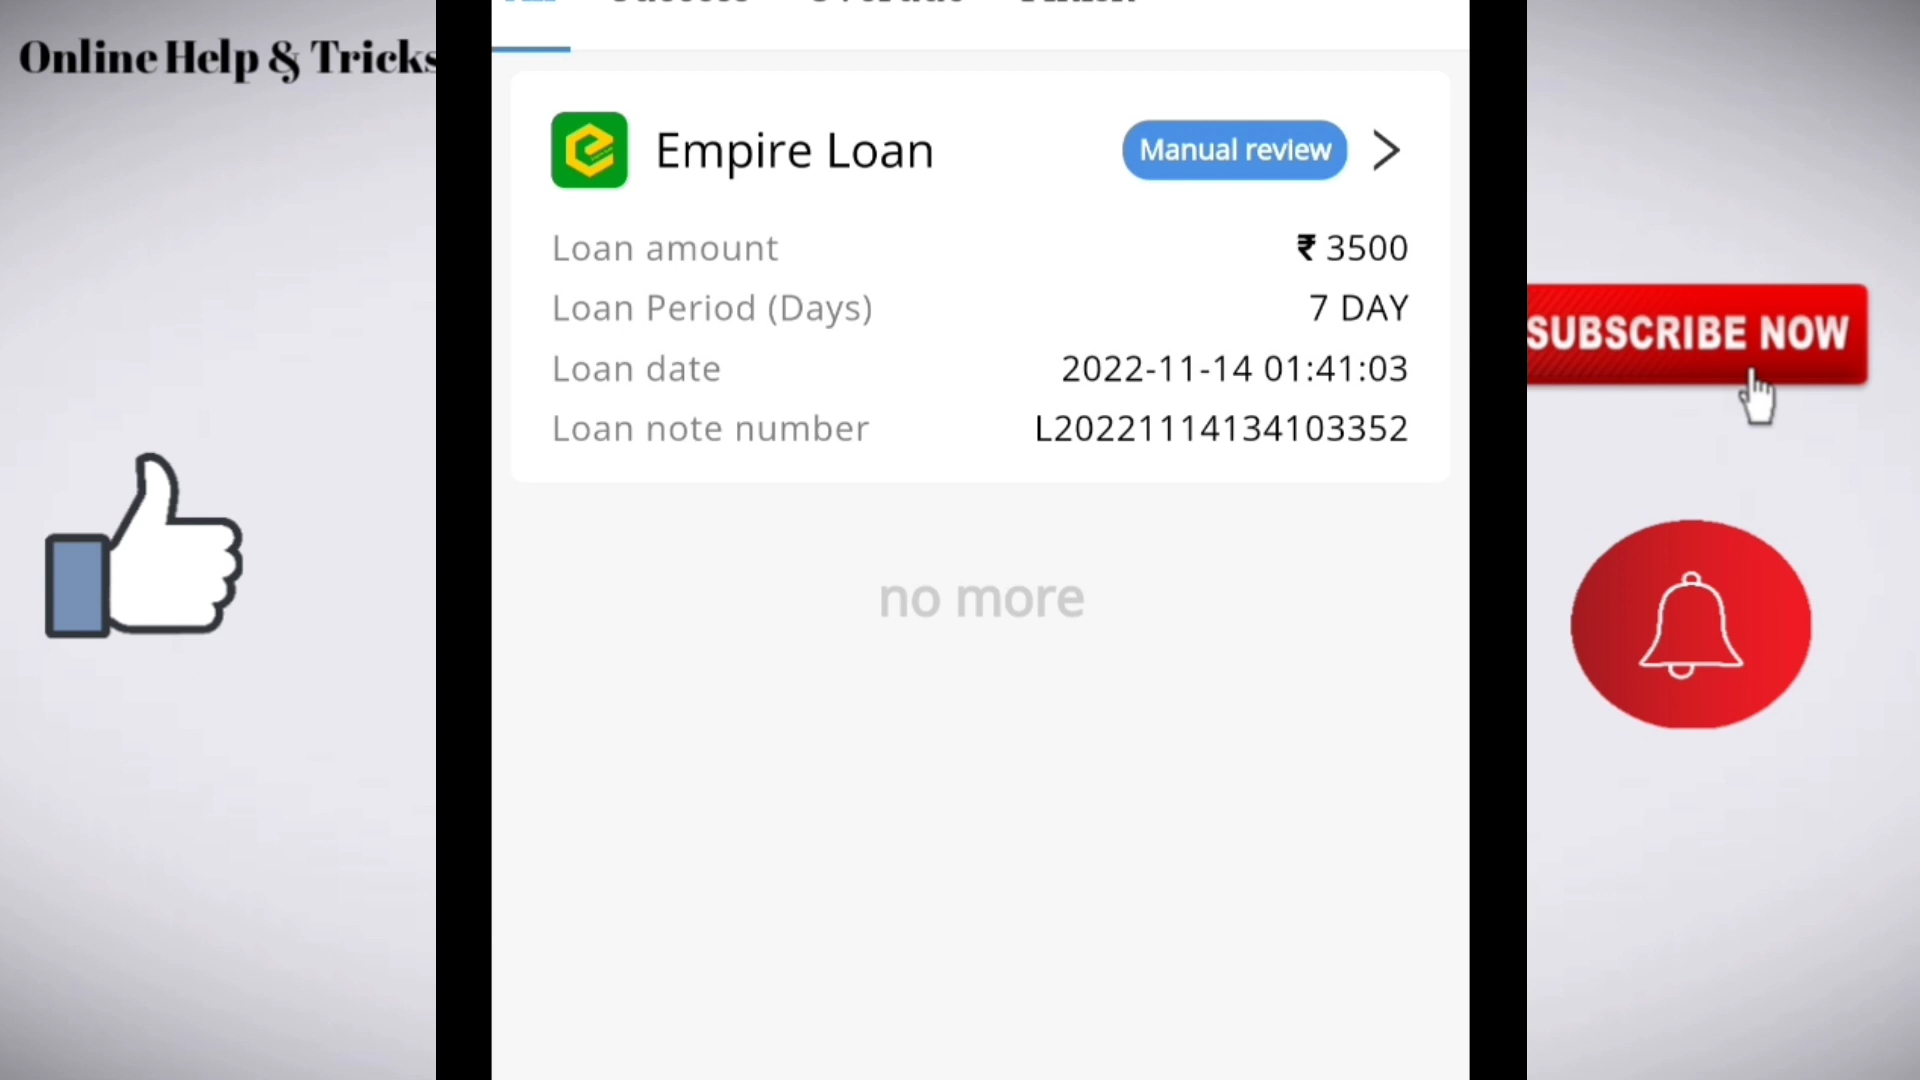 Online Help & Tricks
Empire Loan
Manual review
Loan amount
₹ 3500
Loan Period (Days)
7 DAY
Loan date
2022-11-14 01:41:03
Loan note number
L20221114134103352
no more
SUBSCRIBE NOW